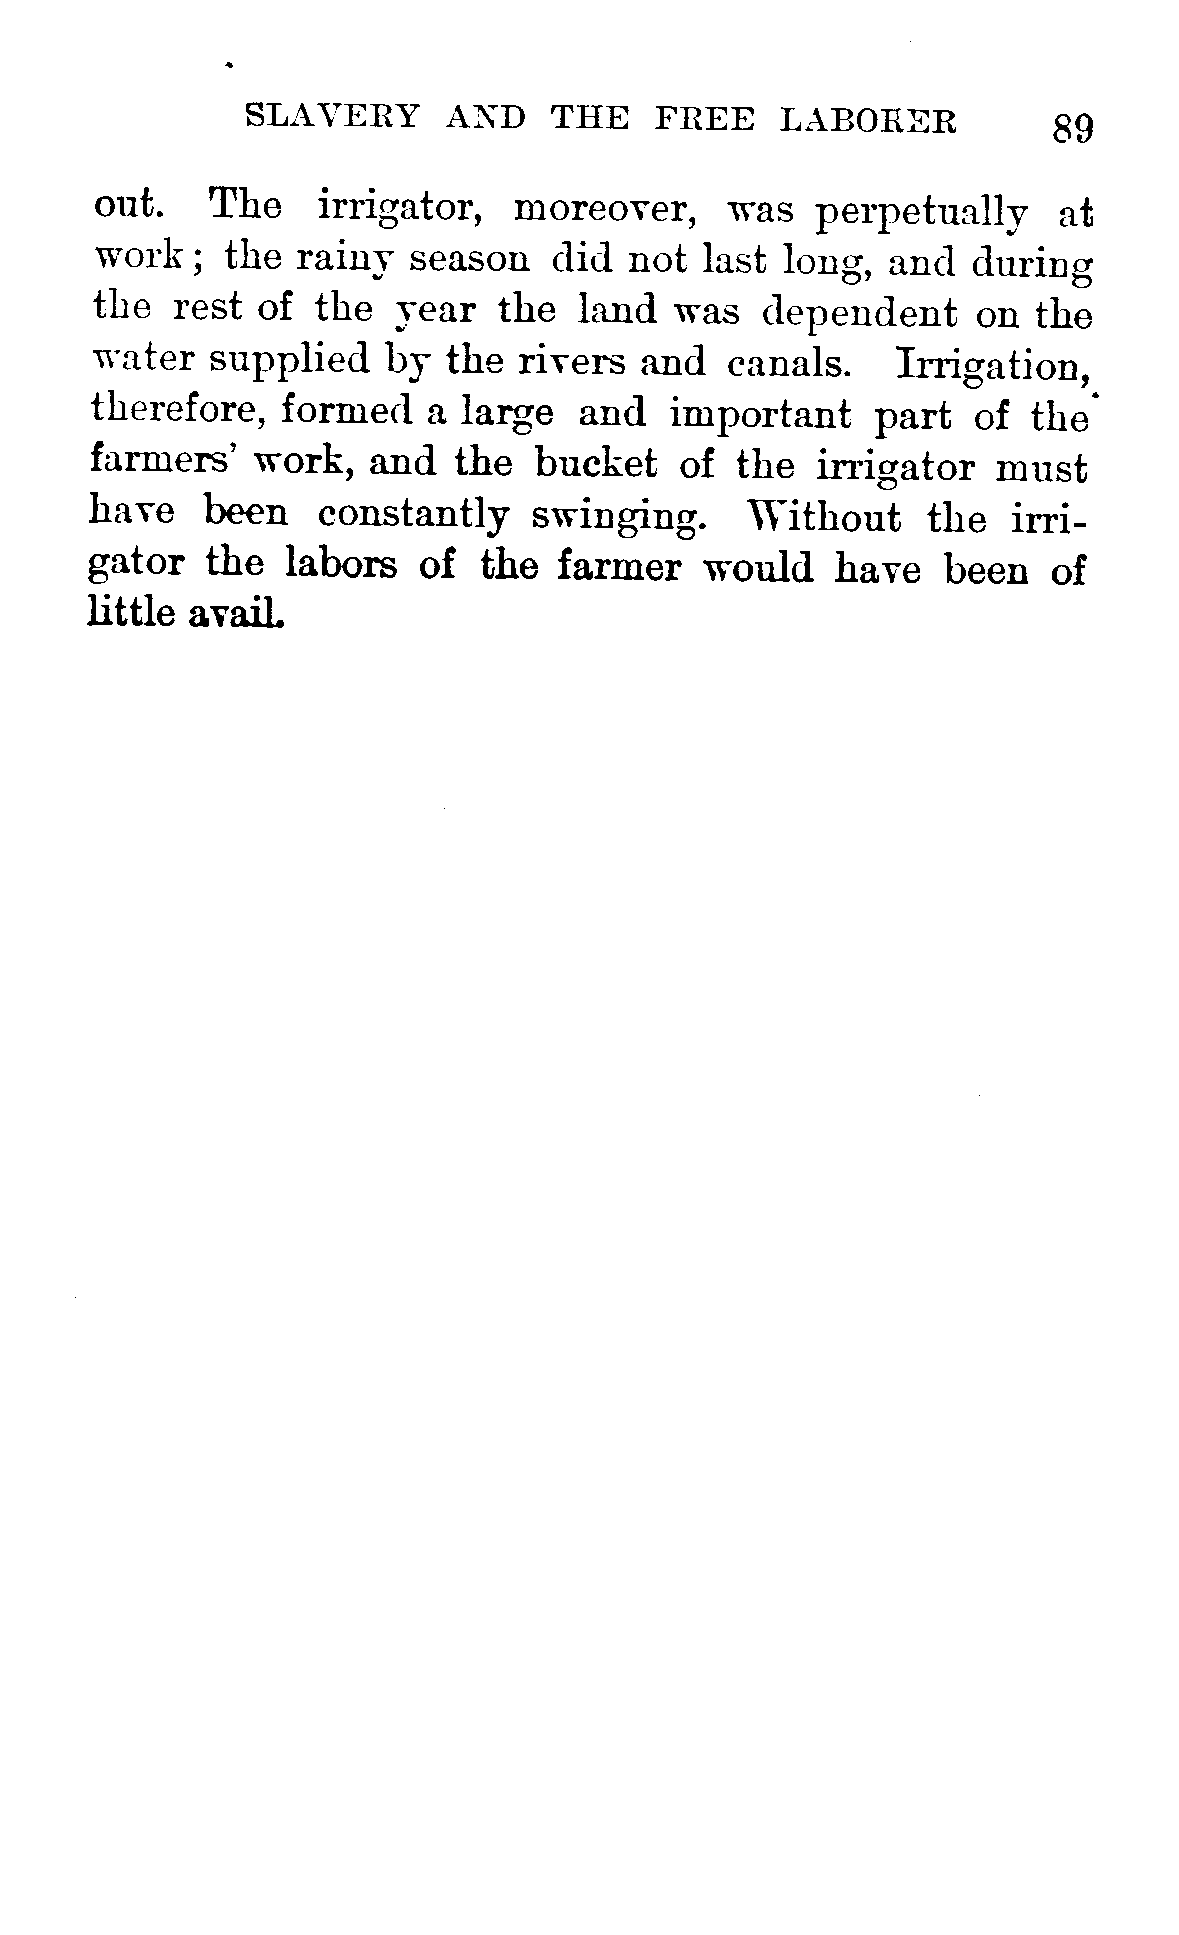 SLAVERY AND THE FREE LABORER 89
out. The irrigator, moreover, was perpetually at
work; the rainy season did not last long, and during
the rest of the year the land was dependent on the
water supplied by the rivers and canals. Irrigation,
therefore, formed a large and important part of the
farmers' work, and the bucket of the irrigator must
have been constantly swinging. Without the irri-
gator the labors of the farmer would have been of
little avail.